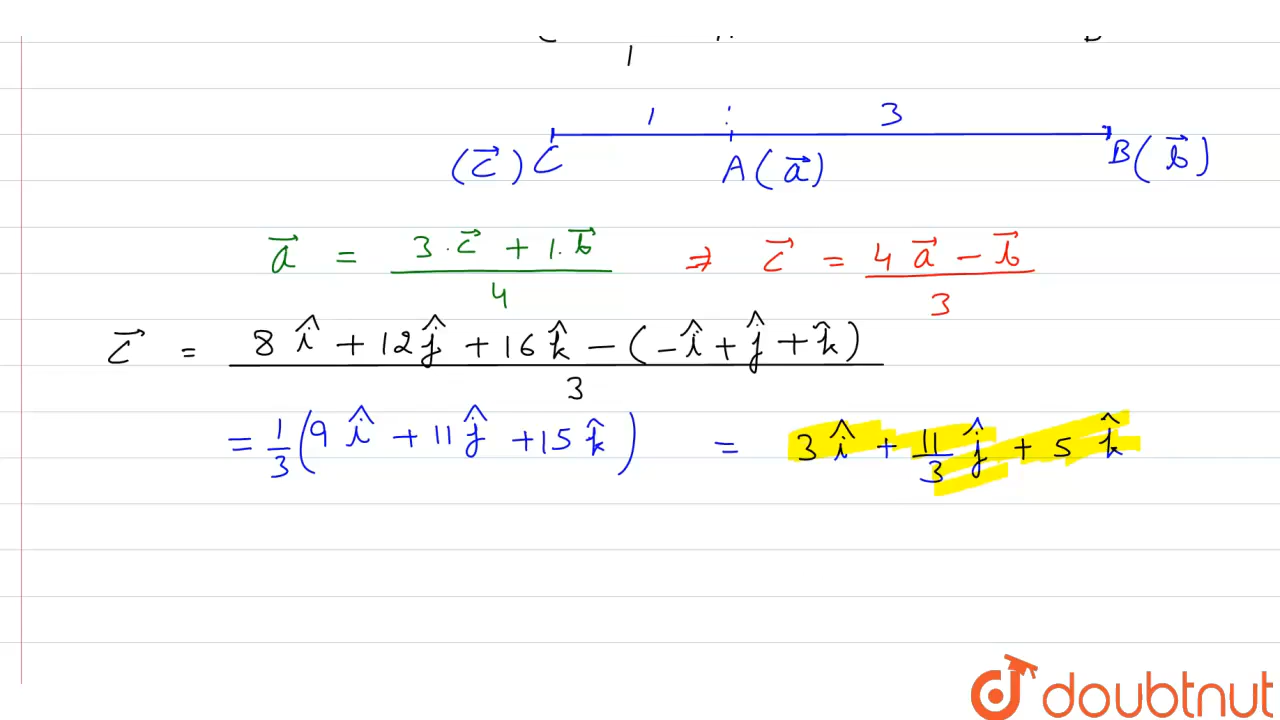 1
1 3
(c⃗) C A (a⃗) B (b⃗)
a⃗ = (3·c⃗ + 1·b⃗)/4 ⇒ c⃗ = (4a⃗ − b⃗)/3
c⃗ = (8î + 12ĵ + 16k̂ − (−î + ĵ + k̂))/3
= 1/3 (9î + 11ĵ + 15k̂) = 3î + 11/3 ĵ + 5k̂
doubtnut